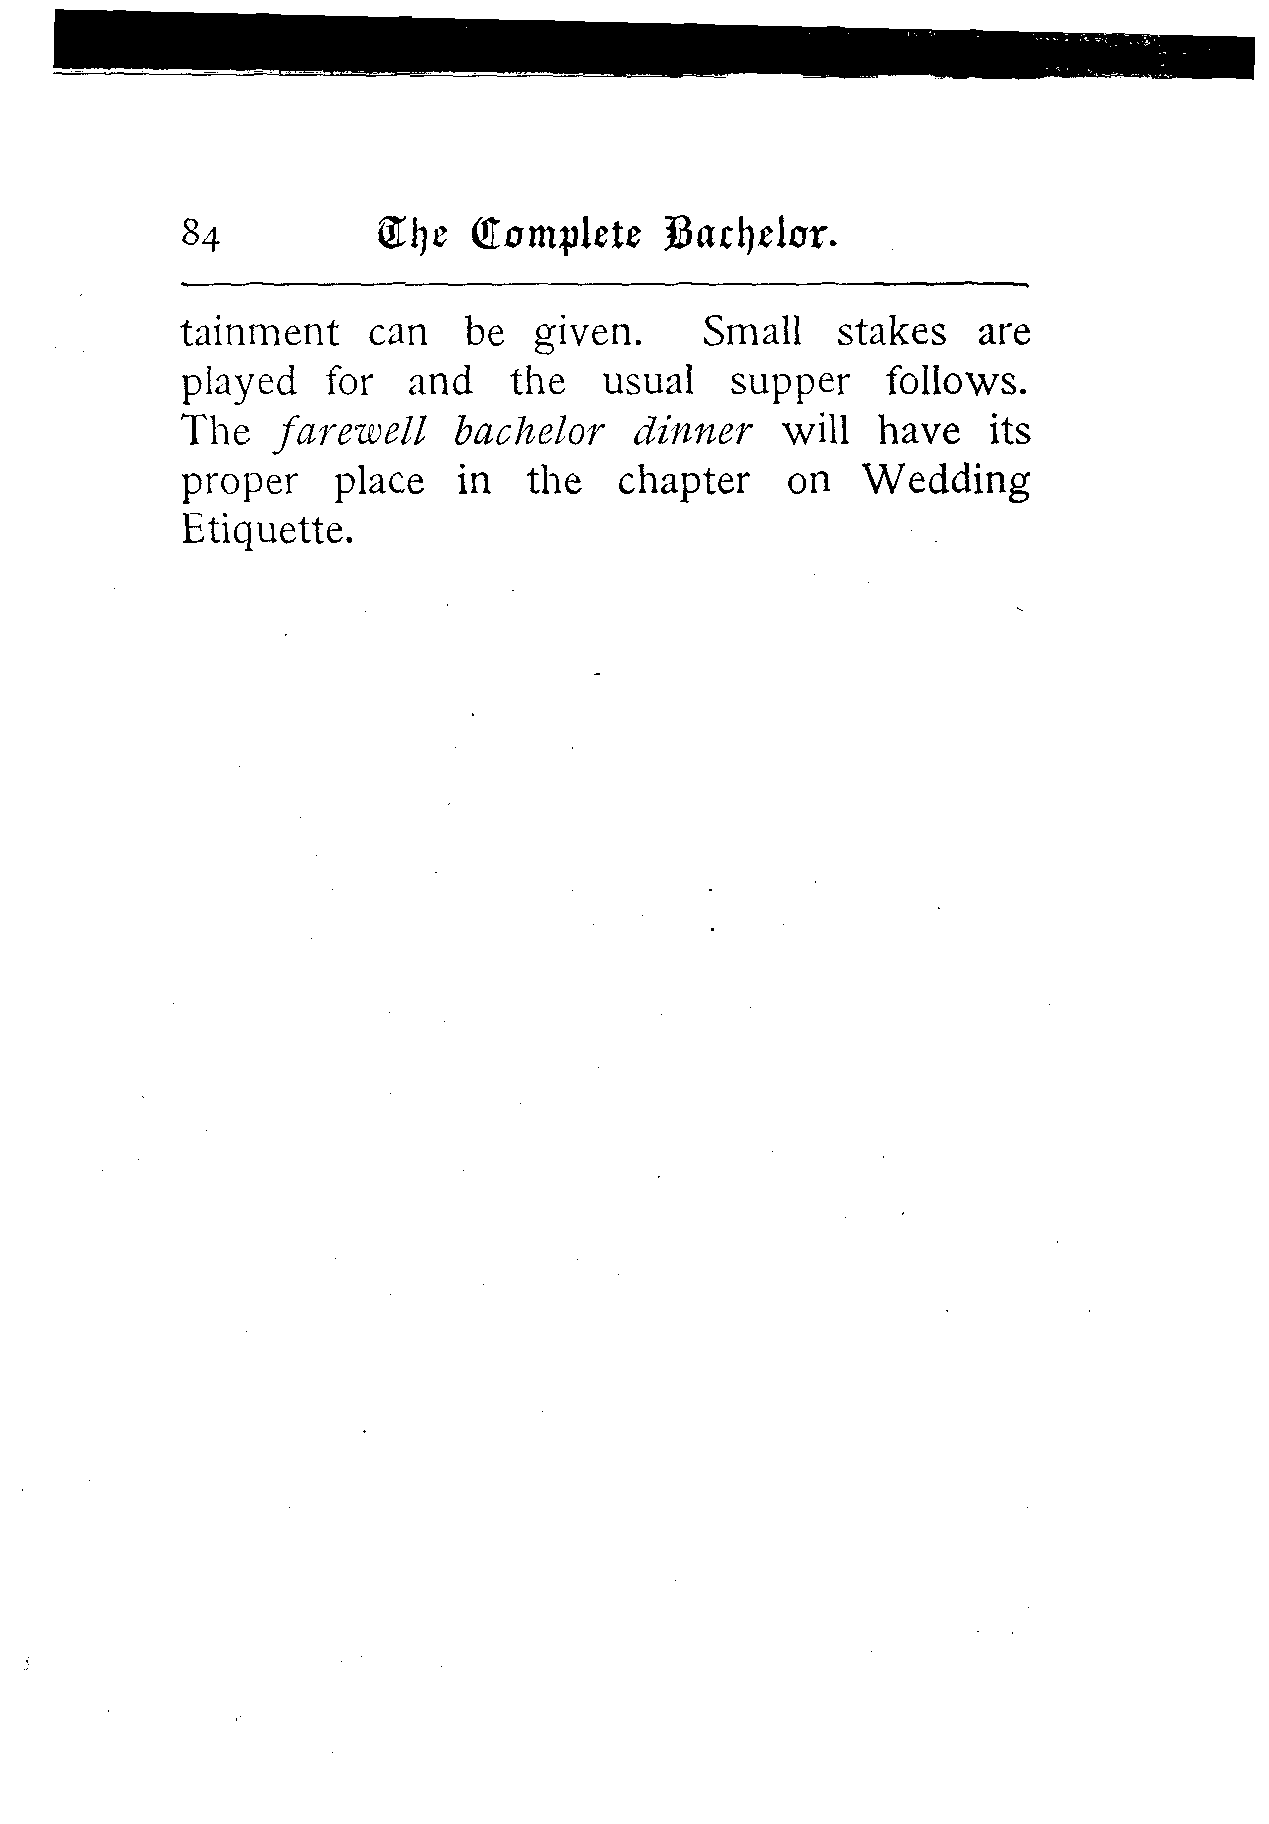 84 The Complete Bachelor.
tainment can be given. Small stakes are
played for and the usual supper follows.
The farewell bachelor dinner will have its
proper place in the chapter on Wedding
Etiquette.